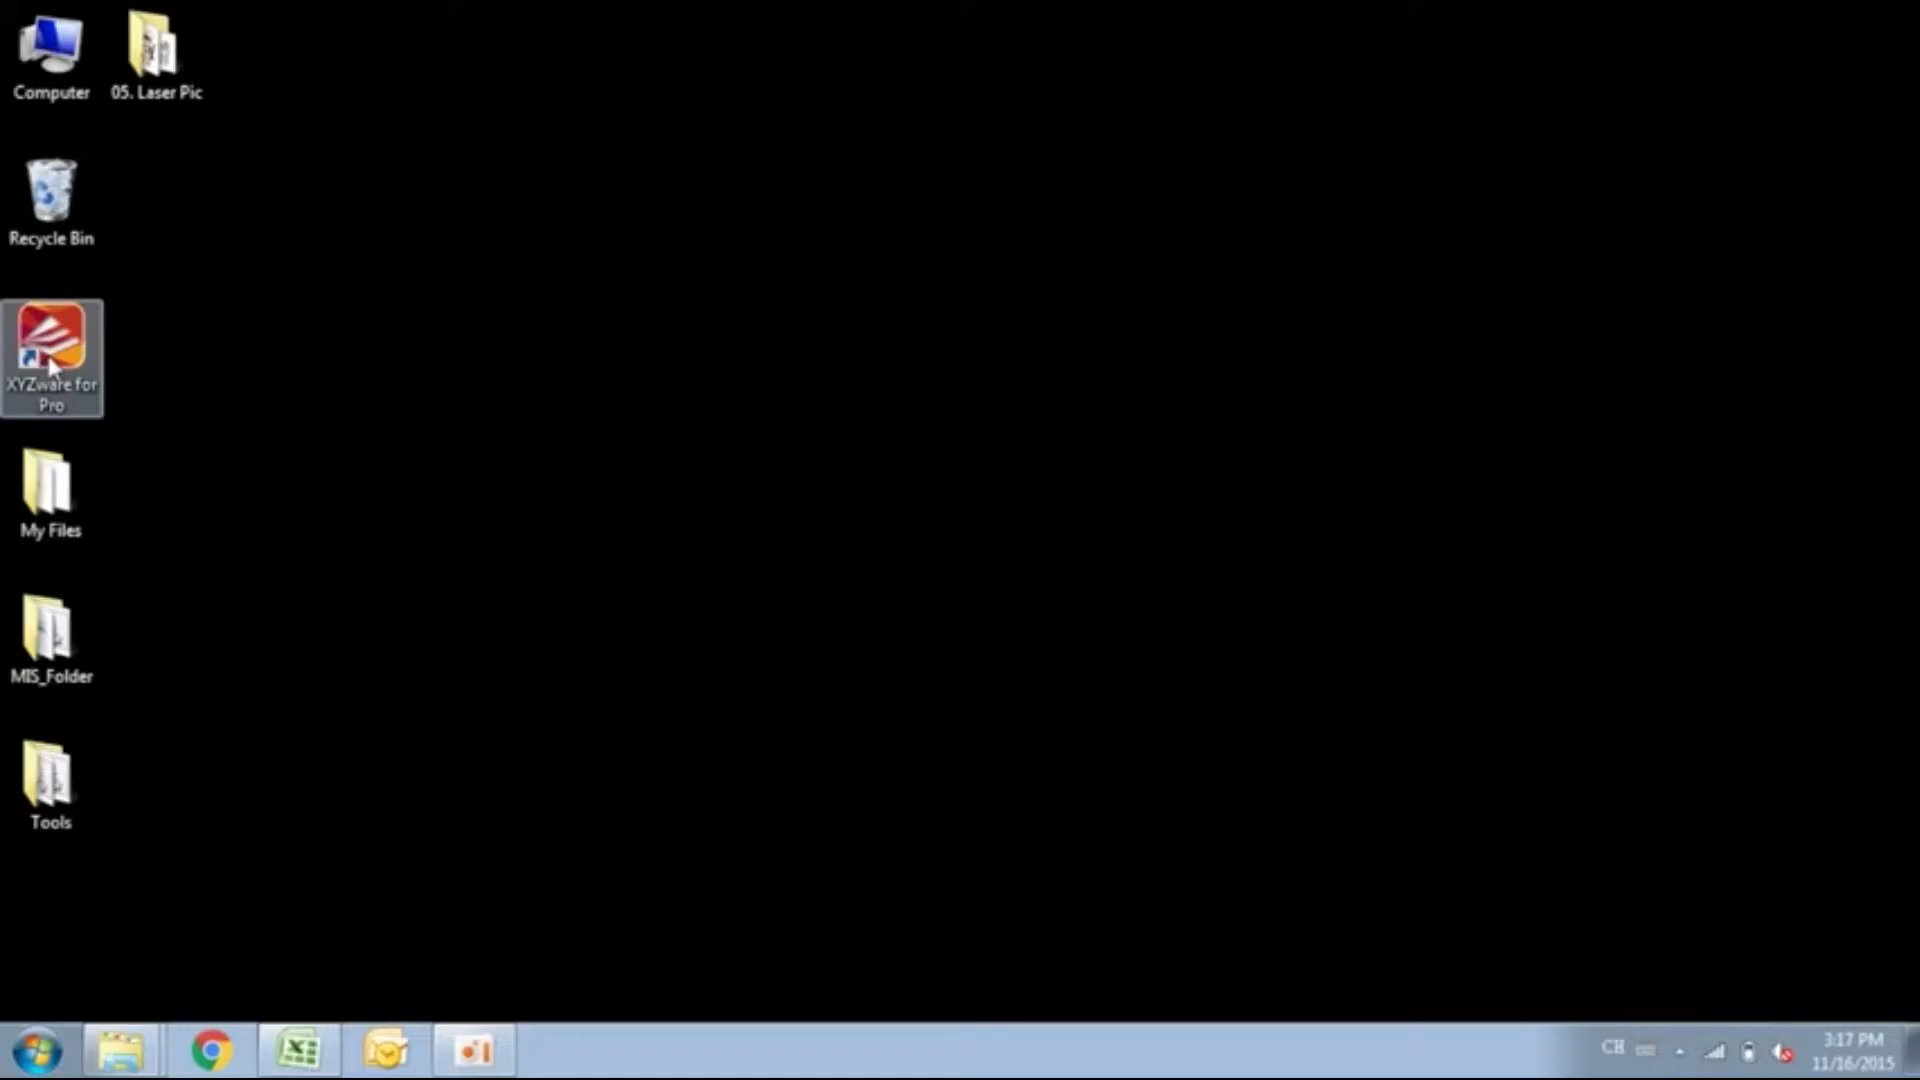 Computer
05. Laser Pic
Recycle Bin
XYZware for
Pro
My Files
MIS_Folder
Tools
CH
3:17 PM
11/16/2015